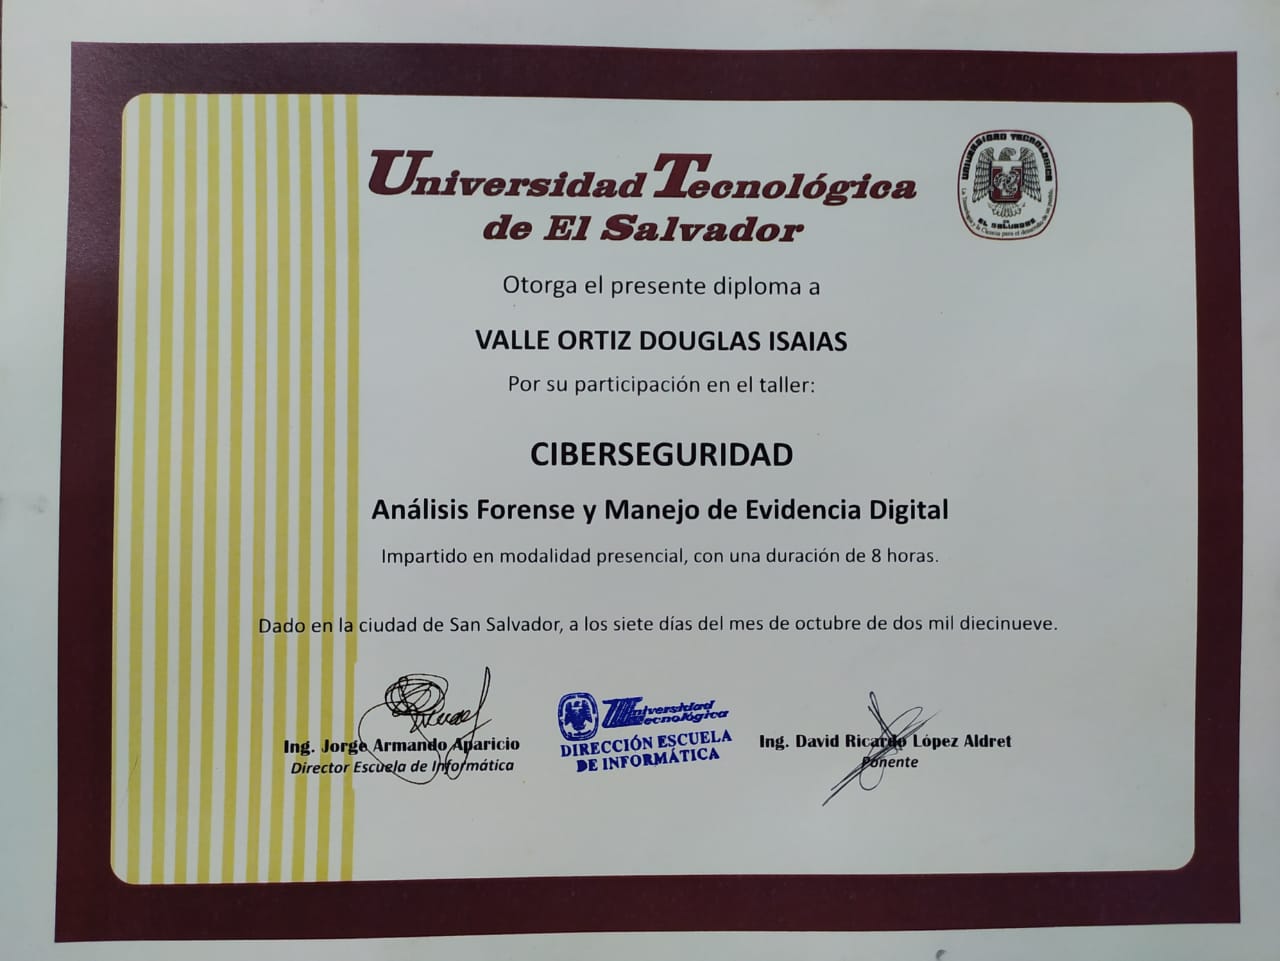 Universidad Tecnológica
de El Salvador
UNIVERSIDAD TECNOLOGICA
DE
EL SALVADOR
La Tecnología y la Ciencia para el desarrollo de un pueblo.
Otorga el presente diploma a
VALLE ORTIZ DOUGLAS ISAIAS
Por su participación en el taller:
CIBERSEGURIDAD
Análisis Forense y Manejo de Evidencia Digital
Impartido en modalidad presencial, con una duración de 8 horas.
Dado en la ciudad de San Salvador, a los siete días del mes de octubre de dos mil diecinueve.
Ing. Jorge Armando Aparicio
Director Escuela de Informática
Universidad
Tecnológica
DIRECCIÓN ESCUELA
DE INFORMÁTICA
Ing. David Ricardo López Aldret
Ponente